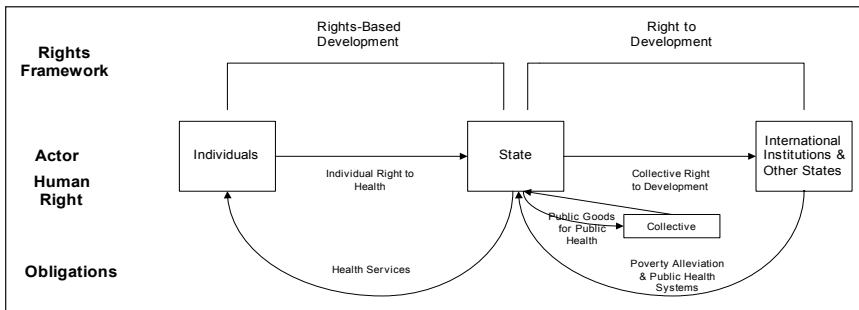 Rights-Based
Development
Right to
Development
Rights
Framework
Actor
Individuals
State
International
Institutions &
Other States
Human
Right
Individual Right to
Health
Collective Right
to Development
Public Goods
for Public
Health
Collective
Obligations
Health Services
Poverty Alleviation
& Public Health
Systems